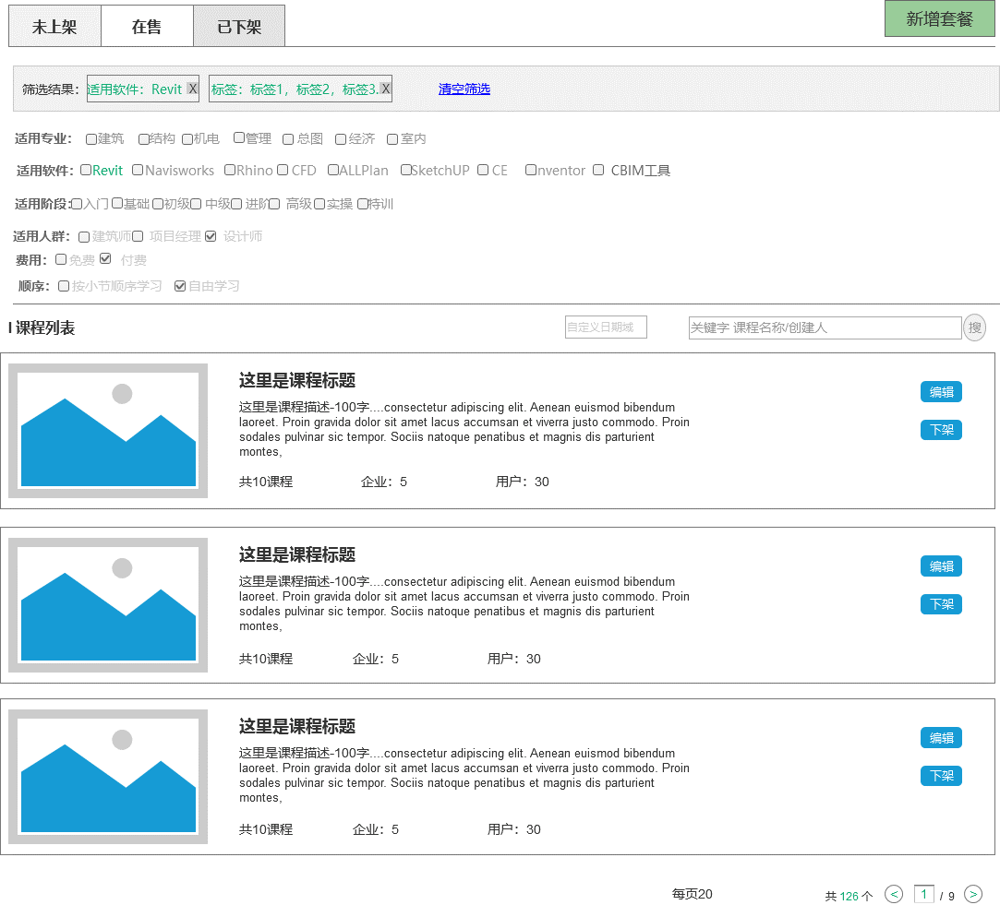 未上架 在售 已下架 新增套餐
筛选结果: 适用软件: Revit X 标签: 标签1, 标签2, 标签3. X 清空筛选
适用专业: 建筑 结构 机电 管理 总图 经济 室内
适用软件: Revit Navisworks Rhino CFD ALLPlan SketchUP CE Inventor CBIM工具
适用阶段: 入门 基础 初级 中级 进阶 高级 实操 特训
适用人群: 建筑师 项目经理 设计师
费用: 免费 付费
顺序: 按小节顺序学习 自由学习
I 课程列表 自定义日期域 关键字 课程名称/创建人 搜
这里是课程标题
这里是课程描述-100字....consectetur adipiscing elit. Aenean euismod bibendum
laoreet. Proin gravida dolor sit amet lacus accumsan et viverra justo commodo. Proin
sodales pulvinar sic tempor. Sociis natoque penatibus et magnis dis parturient
montes,
编辑
下架
共10课程 企业: 5 用户: 30
这里是课程标题
这里是课程描述-100字....consectetur adipiscing elit. Aenean euismod bibendum
laoreet. Proin gravida dolor sit amet lacus accumsan et viverra justo commodo. Proin
sodales pulvinar sic tempor. Sociis natoque penatibus et magnis dis parturient
montes,
编辑
下架
共10课程 企业: 5 用户: 30
这里是课程标题
这里是课程描述-100字....consectetur adipiscing elit. Aenean euismod bibendum
laoreet. Proin gravida dolor sit amet lacus accumsan et viverra justo commodo. Proin
sodales pulvinar sic tempor. Sociis natoque penatibus et magnis dis parturient
montes,
编辑
下架
共10课程 企业: 5 用户: 30
每页20 共 126 个 < 1 / 9 >